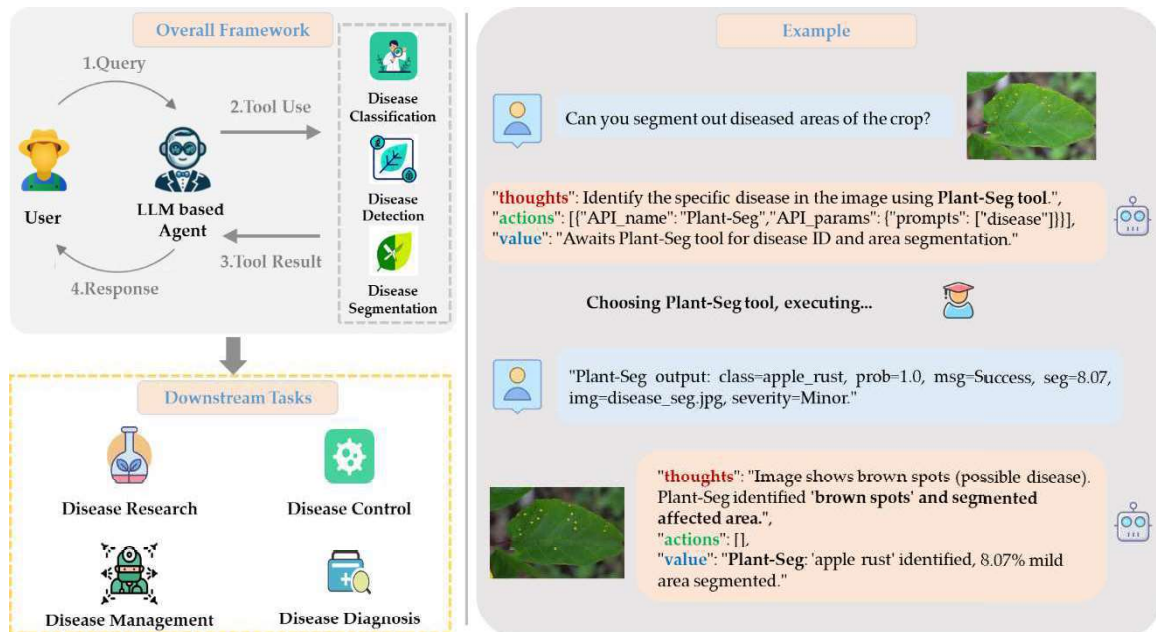 Overall Framework
1.Query
2.Tool Use
User
LLM based
Agent
3.Tool Result
4.Response
Disease
Classification
Disease
Detection
Disease
Segmentation
Downstream Tasks
Disease Research
Disease Control
Disease Management
Disease Diagnosis
Example
Can you segment out diseased areas of the crop?
"thoughts": Identify the specific disease in the image using Plant-Seg tool.",
"actions": [{"API_name": "Plant-Seg","API_params": {"prompts": ["disease"]}}],
"value": "Awaits Plant-Seg tool for disease ID and area segmentation."
Choosing Plant-Seg tool, executing...
"Plant-Seg output: class=apple_rust, prob=1.0, msg=Success, seg=8.07,
img=disease_seg.jpg, severity=Minor."
"thoughts": "Image shows brown spots (possible disease).
Plant-Seg identified 'brown spots' and segmented
affected area.",
"actions": [],
"value": "Plant-Seg: 'apple rust' identified, 8.07% mild
area segmented."